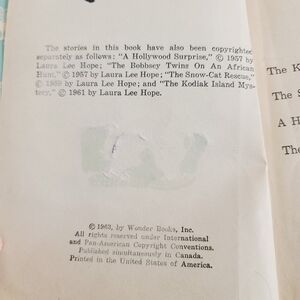 The stories in this book have also been copyrighted
separately as follows: "A Hollywood Surprise," © 1957 by
Laura Lee Hope; "The Bobbsey Twins On An African
Hunt," © 1957 by Laura Lee Hope; "The Snow-Cat Rescue,"
© 1959 by Laura Lee Hope; and "The Kodiak Island Mys-
tery," © 1961 by Laura Lee Hope.
© 1963, by Wonder Books, Inc.
All rights reserved under International
and Pan-American Copyright Conventions.
Published simultaneously in Canada.
Printed in the United States of America.
The K
The S
A H
Th